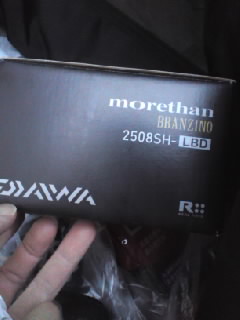 morethan
BRANZINO
2508SH-LBD
DAIWA
R